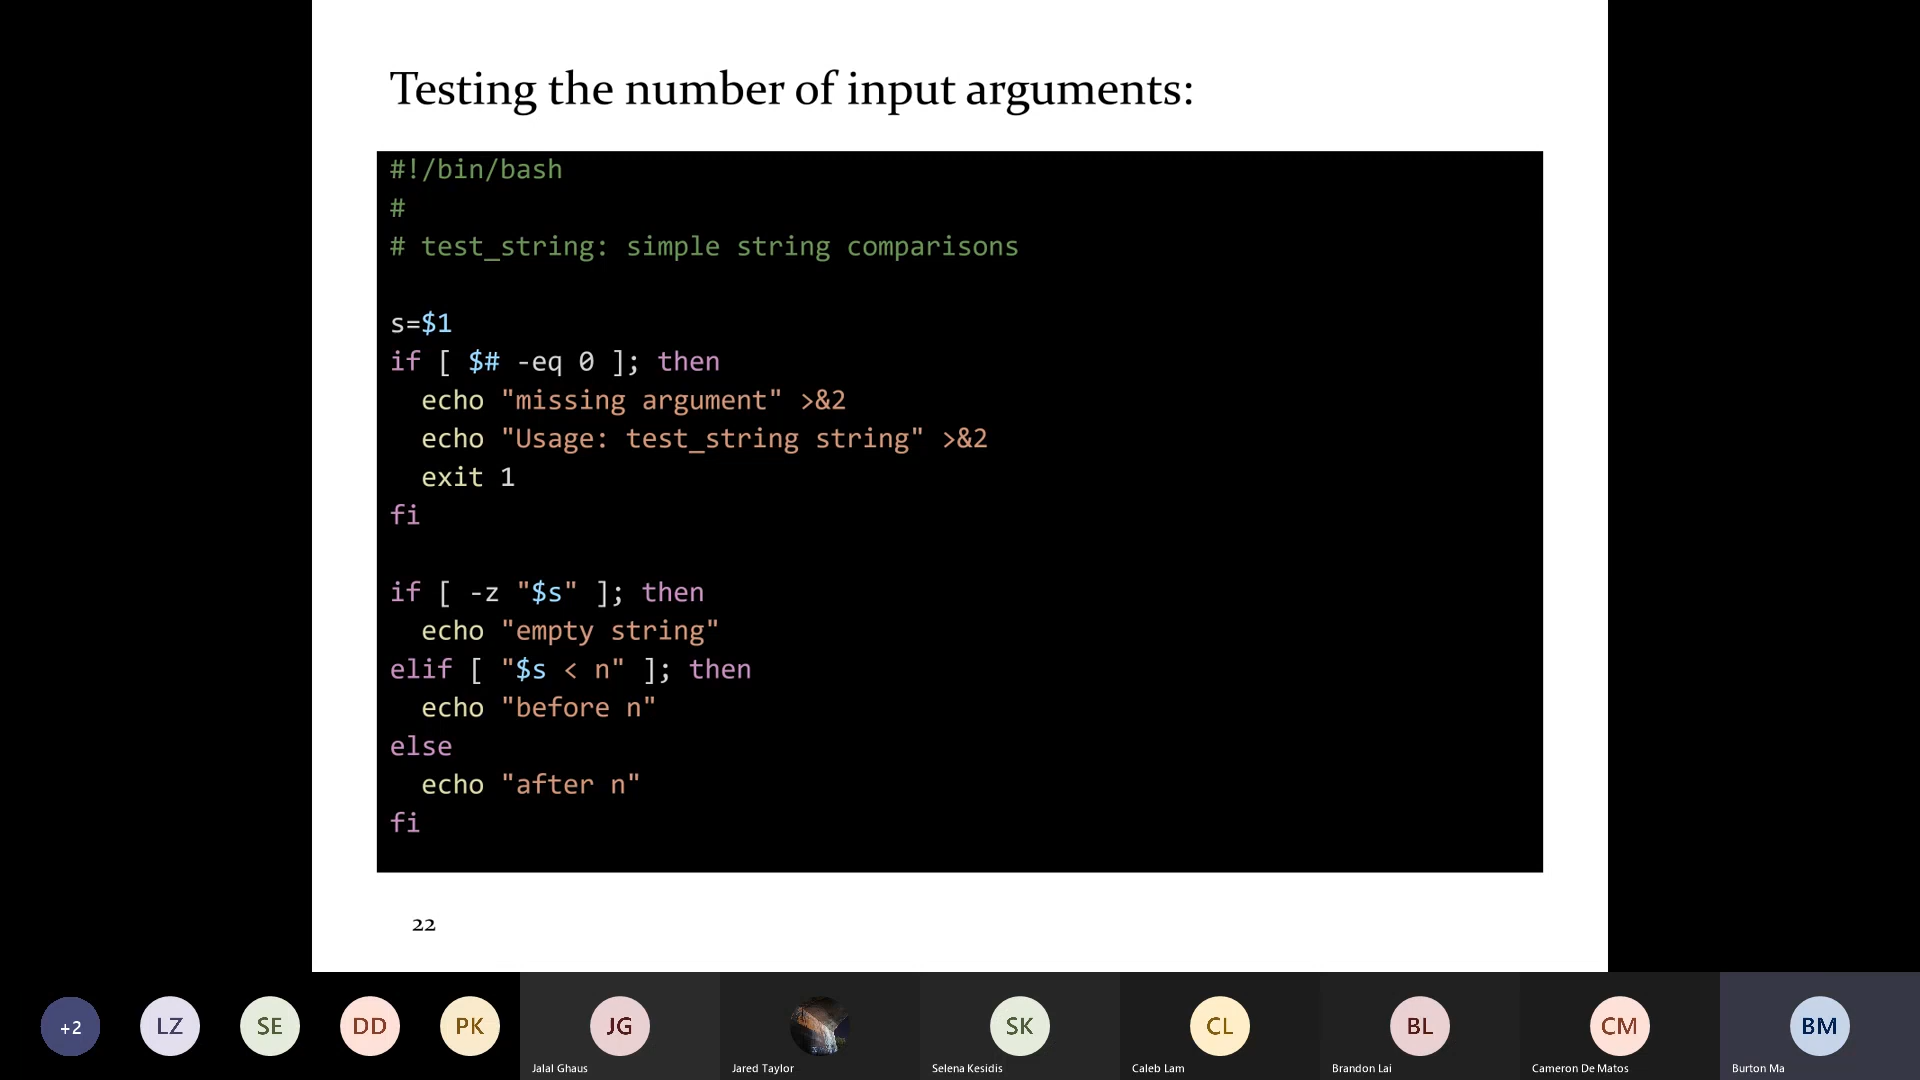 Testing the number of input arguments:
#!/bin/bash
#
# test_string: simple string comparisons
s=$1
if [ $# -eq 0 ]; then
  echo "missing argument" >&2
  echo "Usage: test_string string" >&2
  exit 1
fi
if [ -z "$s" ]; then
  echo "empty string"
elif [ "$s < n" ]; then
  echo "before n"
else
  echo "after n"
fi
22
+2 LZ SE DD PK JG SK CL BL CM BM
Jalal Ghaus Jared Taylor Selena Kesidis Caleb Lam Brandon Lai Cameron De Matos Burton Ma